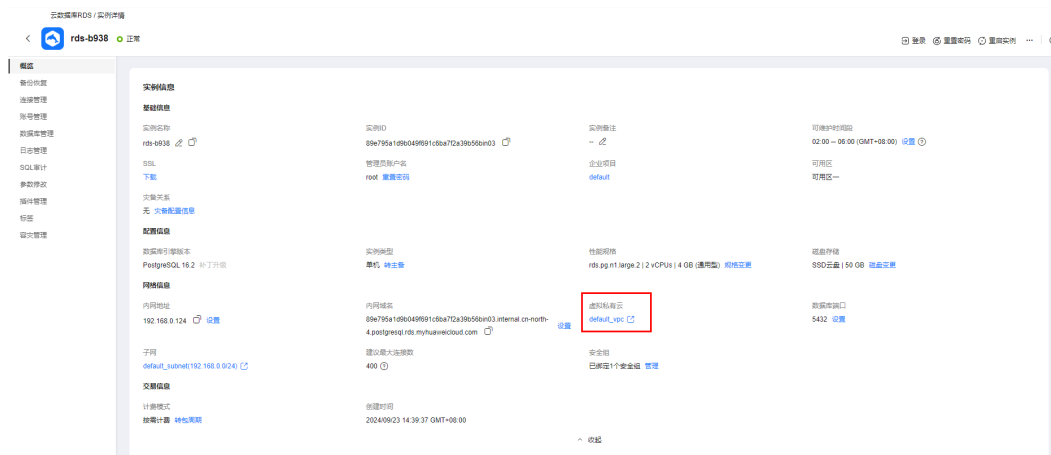 云数据库RDS / 实例详情
rds-b938 正常
登录 重置密码 重启实例 ...
概览
备份恢复
连接管理
账号管理
数据库管理
日志管理
SQL审计
参数修改
插件管理
标签
容灾管理
实例信息
基础信息
实例名称 实例ID 实例备注 可维护时间段
rds-b938 89e795a1d9b049f691c6ba7f2a39b56bin03 -- 02:00 – 06:00 (GMT+08:00) 设置
SSL 管理员账户名 企业项目 可用区
下载 root 重置密码 default 可用区一
灾备关系
无 灾备配置信息
配置信息
数据库引擎版本 实例类型 性能规格 磁盘存储
PostgreSQL 16.2 补丁升级 单机 转主备 rds.pg.n1.large.2 | 2 vCPUs | 4 GB (通用型) 规格变更 SSD云盘 | 50 GB 磁盘变更
网络信息
内网地址 内网域名 虚拟私有云 数据库端口
192.168.0.124 设置 89e795a1d9b049f691c6ba7f2a39b56bin03.internal.cn-north- 设置 default_vpc 5432 设置
4.postgresql.rds.myhuaweicloud.com
子网 建议最大连接数 安全组
default_subnet(192.168.0.0/24) 400 已绑定1个安全组 管理
交易信息
计费模式 创建时间
按需计费 转包周期 2024/09/23 14:39:37 GMT+08:00
收起